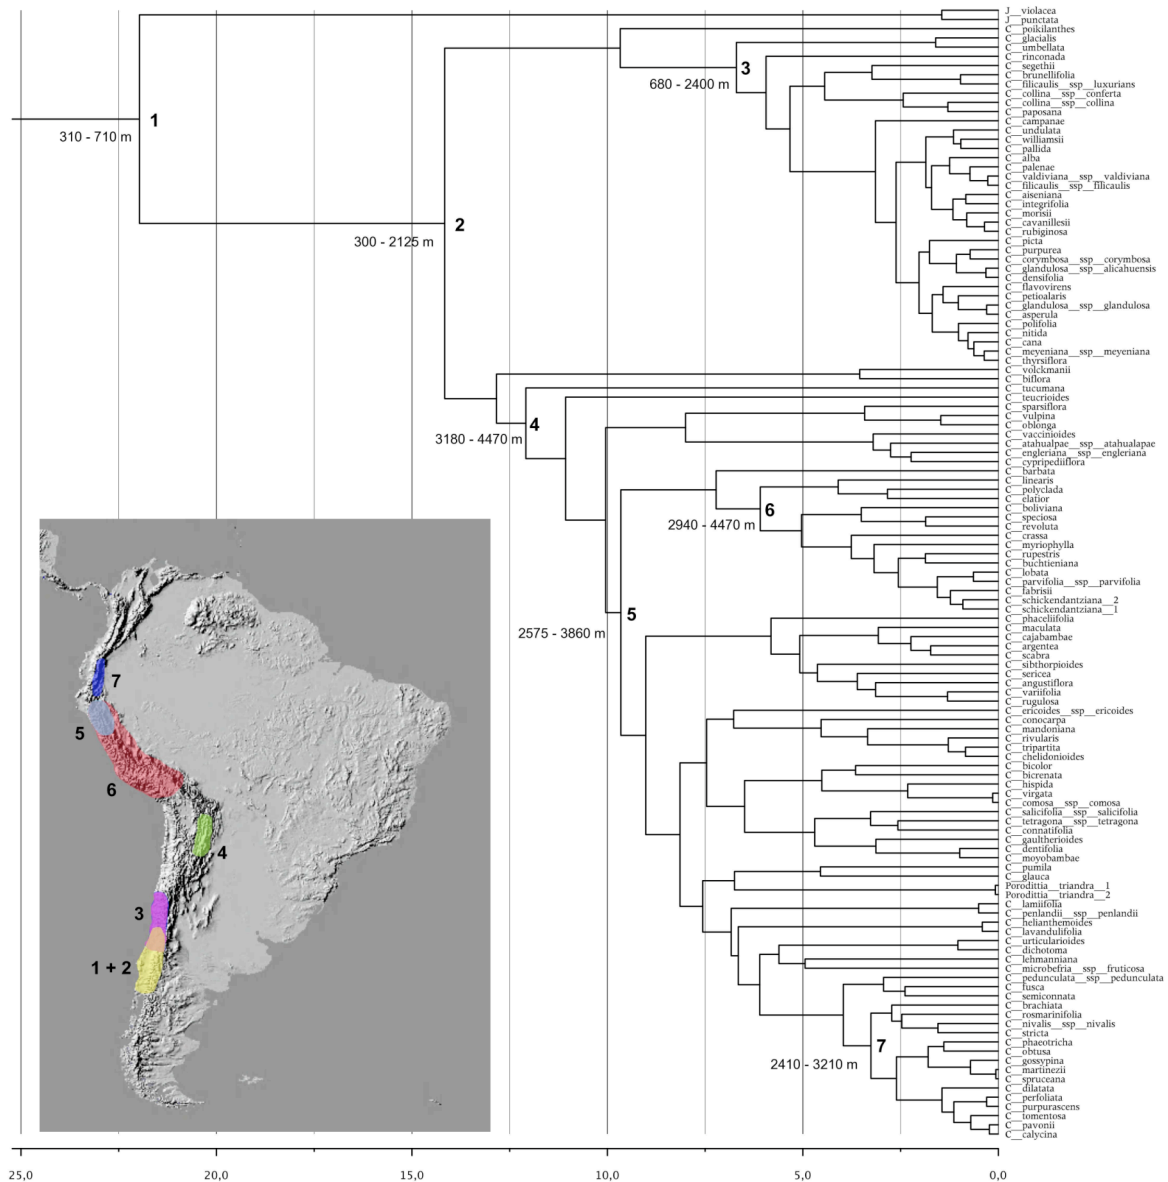 J__violacea
J__punctata
C__poikilanthes
C__glacialis
C__umbellata
C__rinconada
C__segethii
C__brunellifolia
C__filicaulis__ssp__luxurians
C__collina__ssp__conferta
C__collina__ssp__collina
C__paposana
C__campanae
C__undulata
C__williamsii
C__pallida
C__alba
C__palenae
C__valdiviana__ssp__valdiviana
C__filicaulis__ssp__filicaulis
C__aiseniana
C__integrifolia
C__morisii
C__cavanillesii
C__rubiginosa
C__picta
C__purpurea
C__corymbosa__ssp__corymbosa
C__glandulosa__ssp__alicahuensis
C__densifolia
C__flavovirens
C__petioalaris
C__glandulosa__ssp__glandulosa
C__asperula
C__polifolia
C__nitida
C__cana
C__meyeniana__ssp__meyeniana
C__thyrsiflora
C__volckmanii
C__biflora
C__tucumana
C__teucrioides
C__sparsiflora
C__vulpina
C__oblonga
C__vaccinioides
C__atahualpae__ssp__atahualapae
C__engleriana__ssp__engleriana
C__cypripediiflora
C__barbata
C__linearis
C__polyclada
C__elatior
C__boliviana
C__speciosa
C__revoluta
C__crassa
C__myriophylla
C__rupestris
C__buchtieniana
C__lobata
C__parvifolia__ssp__parvifolia
C__fabrisii
C__schickendantziana__2
C__schickendantziana__1
C__phaceliifolia
C__maculata
C__cajabambae
C__argentea
C__scabra
C__sibthorpioides
C__sericea
C__angustiflora
C__variifolia
C__rugulosa
C__ericoides__ssp__ericoides
C__conocarpa
C__mandoniana
C__rivularis
C__tripartita
C__chelidonioides
C__bicolor
C__bicrenata
C__hispida
C__virgata
C__comosa__ssp__comosa
C__salicifolia__ssp__salicifolia
C__tetragona__ssp__tetragona
C__connatifolia
C__gaultherioides
C__dentifolia
C__moyobambae
C__pumila
C__glauca
Porodittia__triandra__1
Porodittia__triandra__2
C__lamiifolia
C__penlandii__ssp__penlandii
C__helianthemoides
C__lavandulifolia
C__urticularioides
C__dichotoma
C__lehmanniana
C__microbefria__ssp__fruticosa
C__pedunculata__ssp__pedunculata
C__fusca
C__semiconnata
C__brachiata
C__rosmarinifolia
C__nivalis__ssp__nivalis
C__stricta
C__phaeotricha
C__obtusa
C__gossypina
C__martinezii
C__spruceana
C__dilatata
C__perfoliata
C__purpurascens
C__tomentosa
C__pavonii
C__calycina
1
310 - 710 m
2
300 - 2125 m
3
680 - 2400 m
4
3180 - 4470 m
5
2575 - 3860 m
6
2940 - 4470 m
7
2410 - 3210 m
7
5
6
4
3
1 + 2
25,0 20,0 15,0 10,0 5,0 0,0